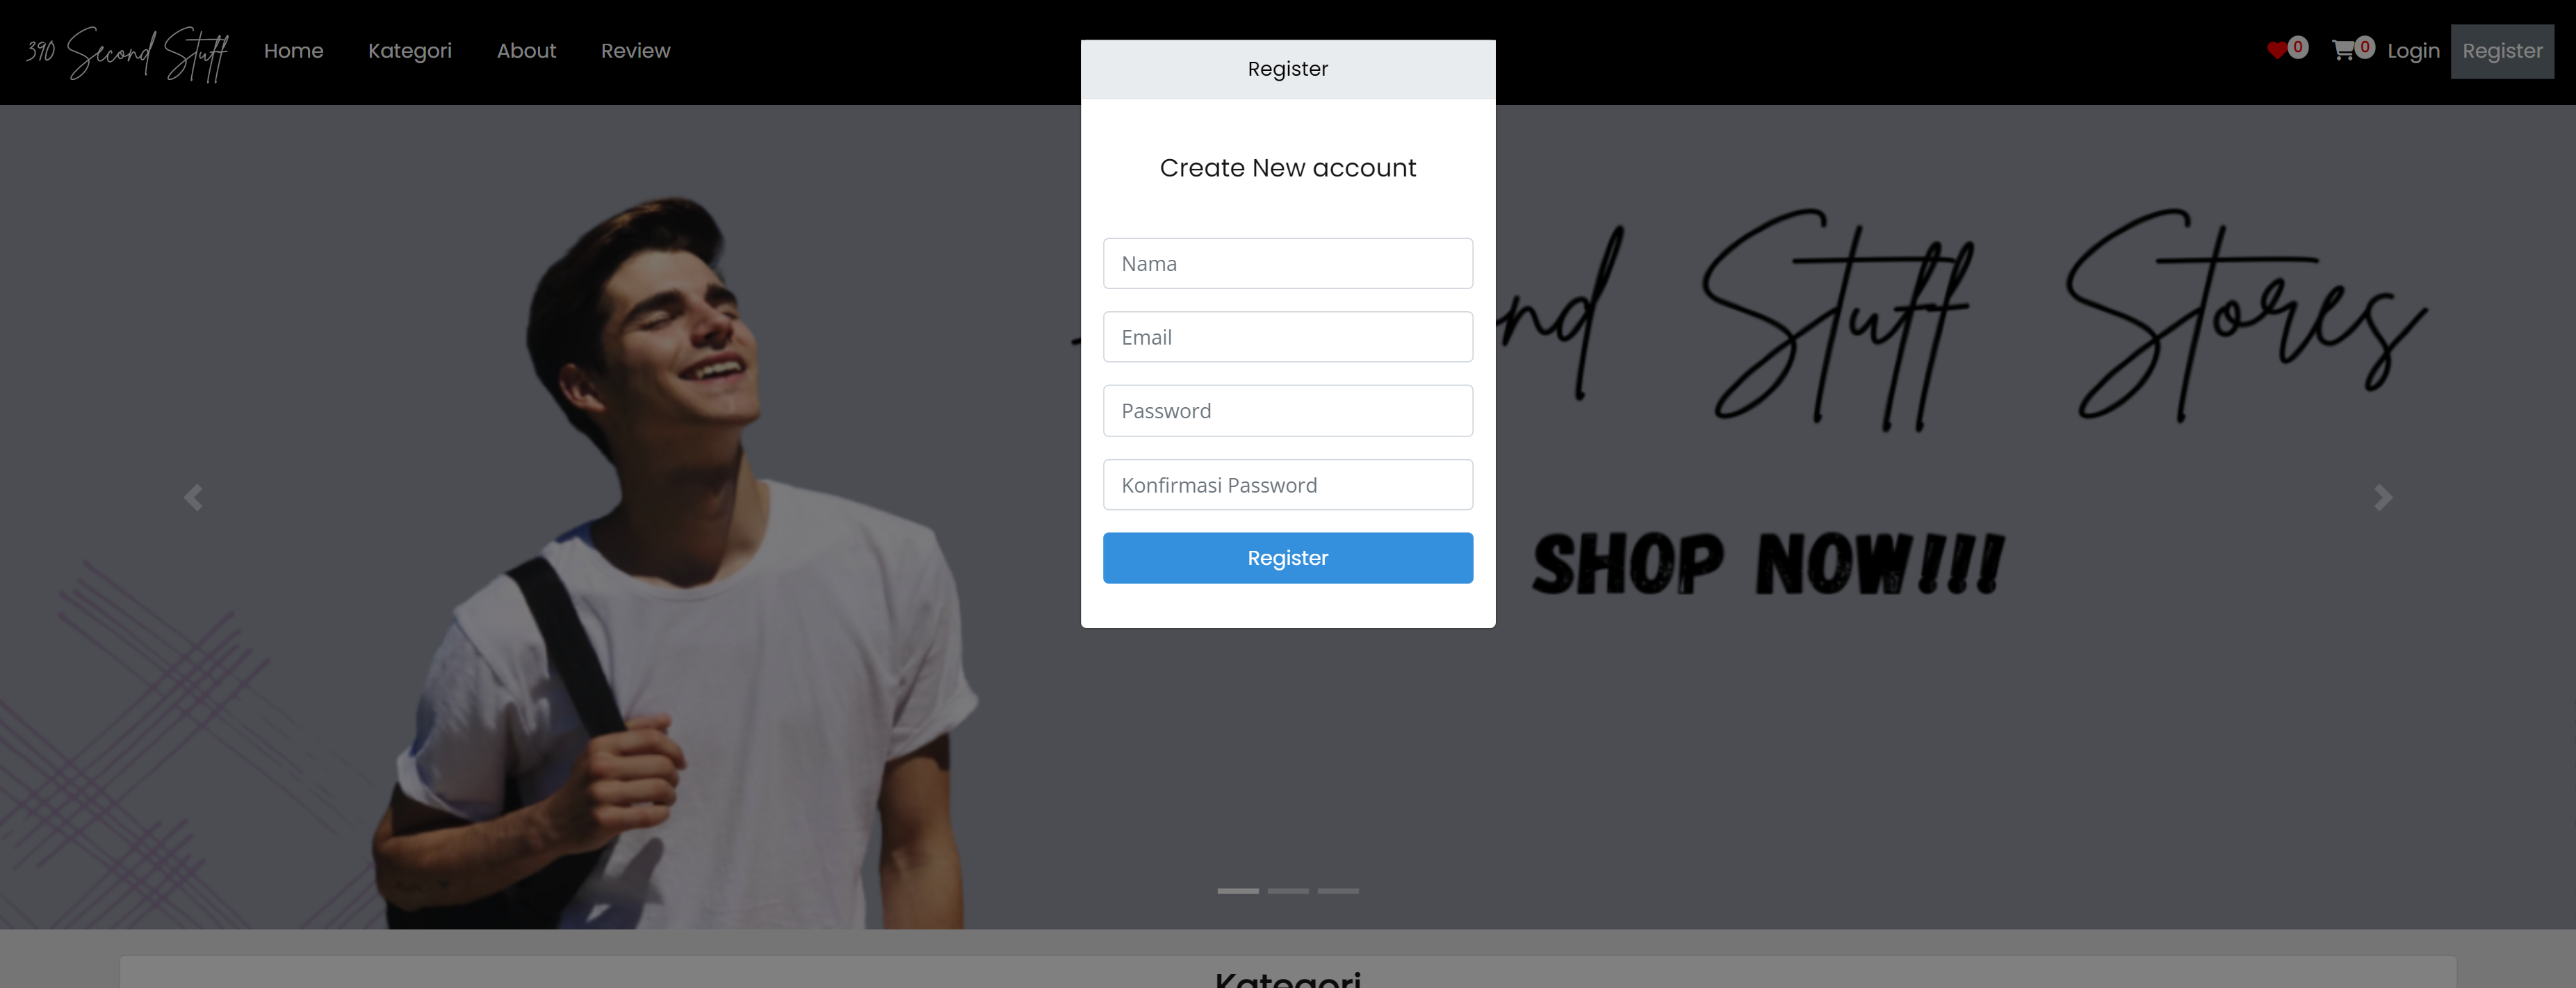 390 Second Stuff
Home
Kategori
About
Review
0
0
Login
Register
Register
Create New account
Nama
Email
Password
Konfirmasi Password
Register
Stuff Stores
SHOP NOW!!!
Kategori